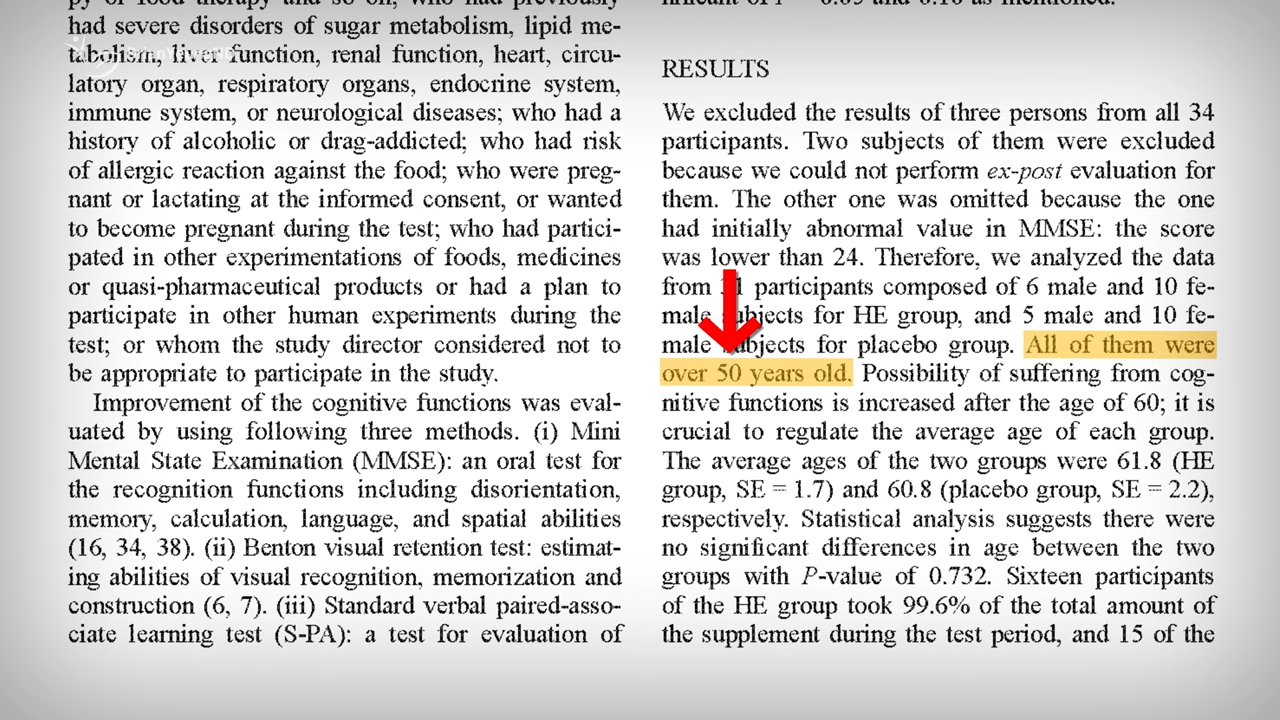 had severe disorders of sugar metabolism, lipid me-
tabolism, liver function, renal function, heart, circu-
latory organ, respiratory organs, endocrine system,
immune system, or neurological diseases; who had a
history of alcoholic or drag-addicted; who had risk
of allergic reaction against the food; who were preg-
nant or lactating at the informed consent, or wanted
to become pregnant during the test; who had partici-
pated in other experimentations of foods, medicines
or quasi-pharmaceutical products or had a plan to
participate in other human experiments during the
test; or whom the study director considered not to
be appropriate to participate in the study.
Improvement of the cognitive functions was eval-
uated by using following three methods. (i) Mini
Mental State Examination (MMSE): an oral test for
the recognition functions including disorientation,
memory, calculation, language, and spatial abilities
(16, 34, 38). (ii) Benton visual retention test: estimat-
ing abilities of visual recognition, memorization and
construction (6, 7). (iii) Standard verbal paired-asso-
ciate learning test (S-PA): a test for evaluation of
RESULTS
We excluded the results of three persons from all 34
participants. Two subjects of them were excluded
because we could not perform ex-post evaluation for
them. The other one was omitted because the one
had initially abnormal value in MMSE: the score
was lower than 24. Therefore, we analyzed the data
from participants composed of 6 male and 10 fe-
male subjects for HE group, and 5 male and 10 fe-
male subjects for placebo group. All of them were
over 50 years old. Possibility of suffering from cog-
nitive functions is increased after the age of 60; it is
crucial to regulate the average age of each group.
The average ages of the two groups were 61.8 (HE
group, SE = 1.7) and 60.8 (placebo group, SE = 2.2),
respectively. Statistical analysis suggests there were
no significant differences in age between the two
groups with P-value of 0.732. Sixteen participants
of the HE group took 99.6% of the total amount of
the supplement during the test period, and 15 of the